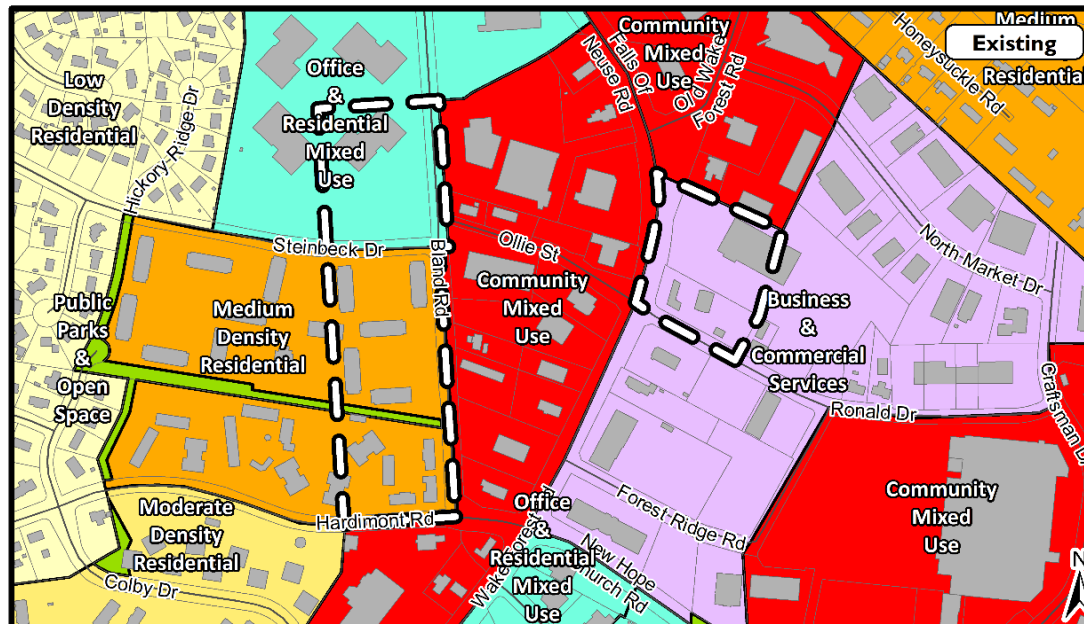 Existing
Medium
Residential
Honeysuckle Rd
Community
Mixed
Use
Falls Of
Neuse Rd
Old Wake
Forest Rd
Low
Density
Residential
Hickory Ridge Dr
Office
&
Residential
Mixed
Use
Steinbeck Dr
Bland Rd
Ollie St
North Market Dr
Public
Parks
&
Open
Space
Medium
Density
Residential
Community
Mixed
Use
Business
&
Commercial
Services
Ronald Dr
Craftsman D
Moderate
Density
Residential
Hardimont Rd
Colby Dr
Office
&
Residential
Mixed
Use
Wake Forest
New Hope
Church Rd
Forest Ridge Rd
Community
Mixed
Use
N